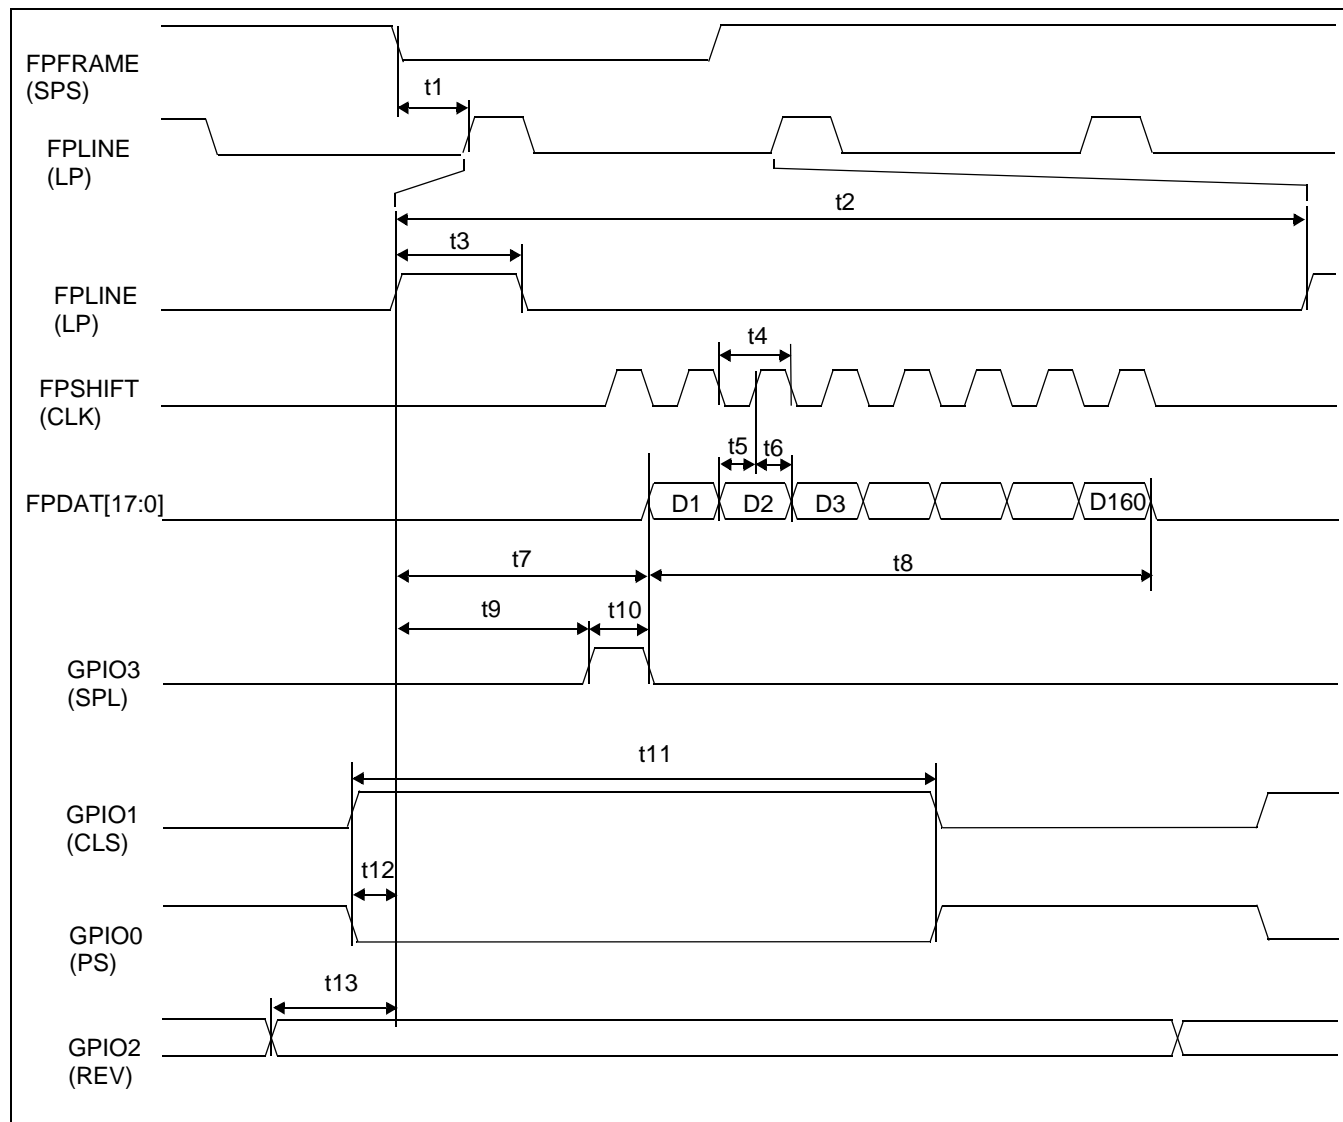 FPFRAME
(SPS)
t1
FPLINE
(LP)
t2
t3
FPLINE
(LP)
t4
FPSHIFT
(CLK)
t5
t6
FPDAT[17:0]
D1
D2
D3
D160
t7
t8
t9
t10
GPIO3
(SPL)
t11
GPIO1
(CLS)
t12
GPIO0
(PS)
t13
GPIO2
(REV)